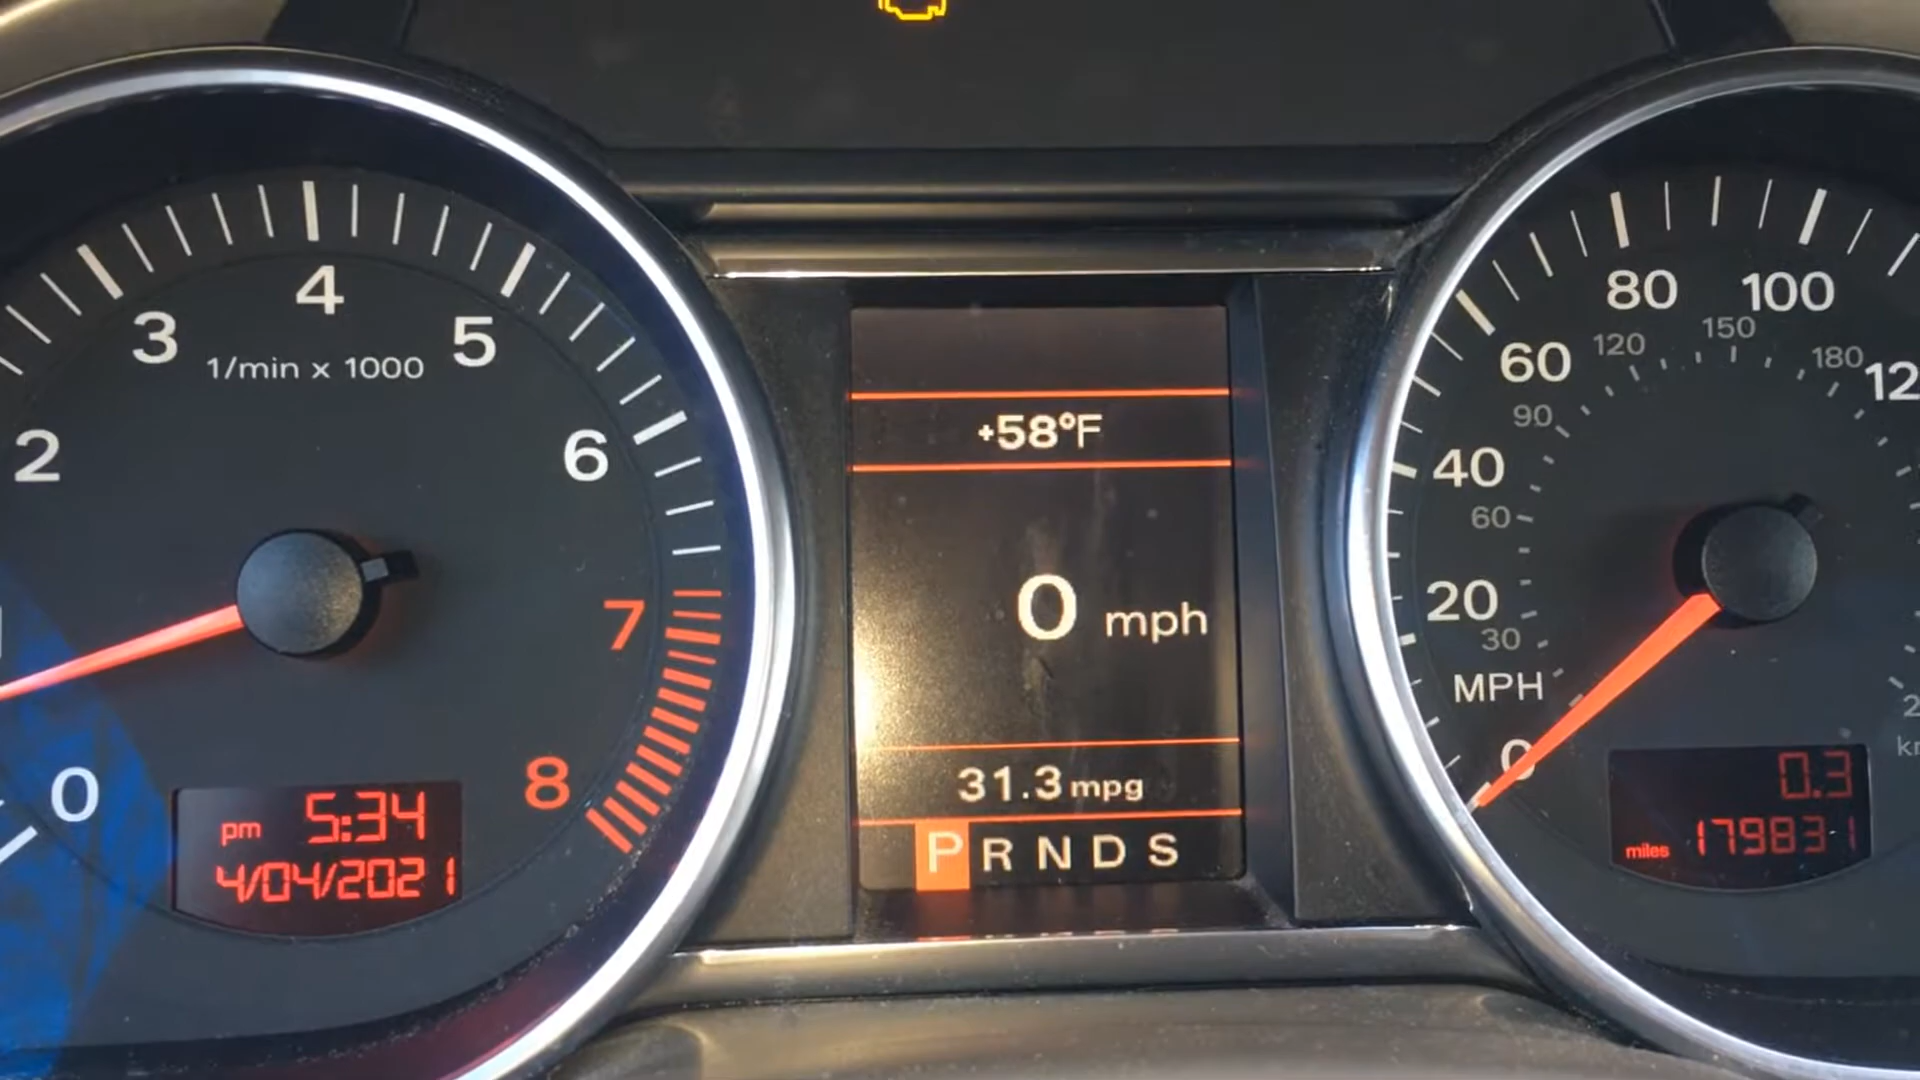 4
3
5
1/min x 1000
2
6
7
0
8
pm 5:34
4/04/2021
+58°F
0 mph
31.3 mpg
P R N D S
80 100
120 150 180
60
90
40
60
20
30
MPH
0
0.3
miles 179831